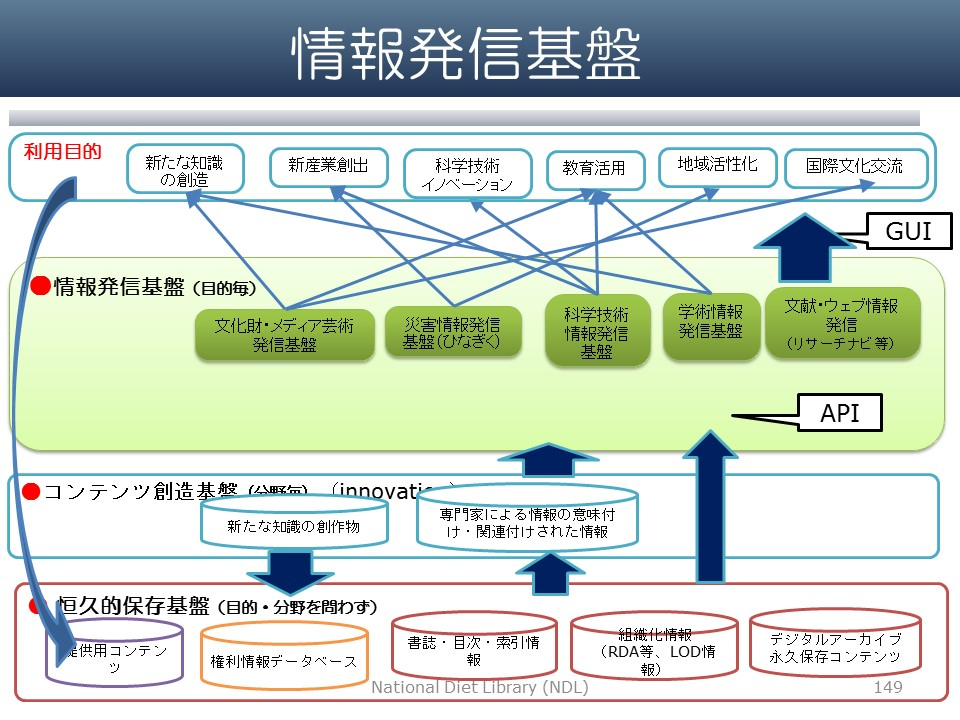 情報発信基盤
利用目的
新たな知識
の創造
新産業創出
科学技術
イノベーション
教育活用
地域活性化
国際文化交流
GUI
●情報発信基盤（目的毎）
文化財・メディア芸術
発信基盤
災害情報発信
基盤（ひなぎく）
科学技術
情報発信
基盤
学術情報
発信基盤
文献・ウェブ情報
発信
（リサーチナビ等）
API
●コンテンツ創造基盤（分野毎）（innovation）
新たな知識の創作物
専門家による情報の意味付
け・関連付けされた情報
●恒久的保存基盤（目的・分野を問わず）
提供用コンテン
ツ
権利情報データベース
書誌・目次・索引情
報
組織化情報
（RDA等、LOD情
報）
デジタルアーカイブ
永久保存コンテンツ
National Diet Library (NDL)
149